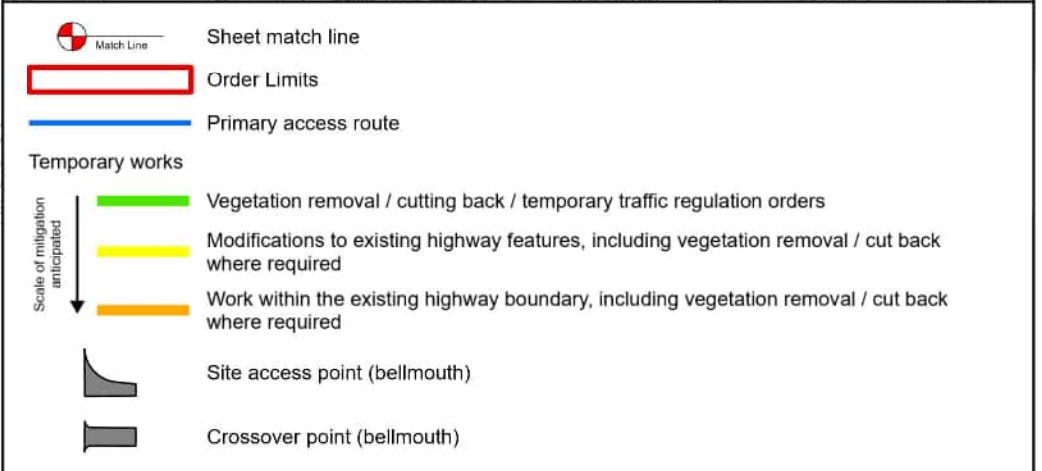 Match Line
Sheet match line
Order Limits
Primary access route
Temporary works
Scale of mitigation
anticipated
Vegetation removal / cutting back / temporary traffic regulation orders
Modifications to existing highway features, including vegetation removal / cut back
where required
Work within the existing highway boundary, including vegetation removal / cut back
where required
Site access point (bellmouth)
Crossover point (bellmouth)